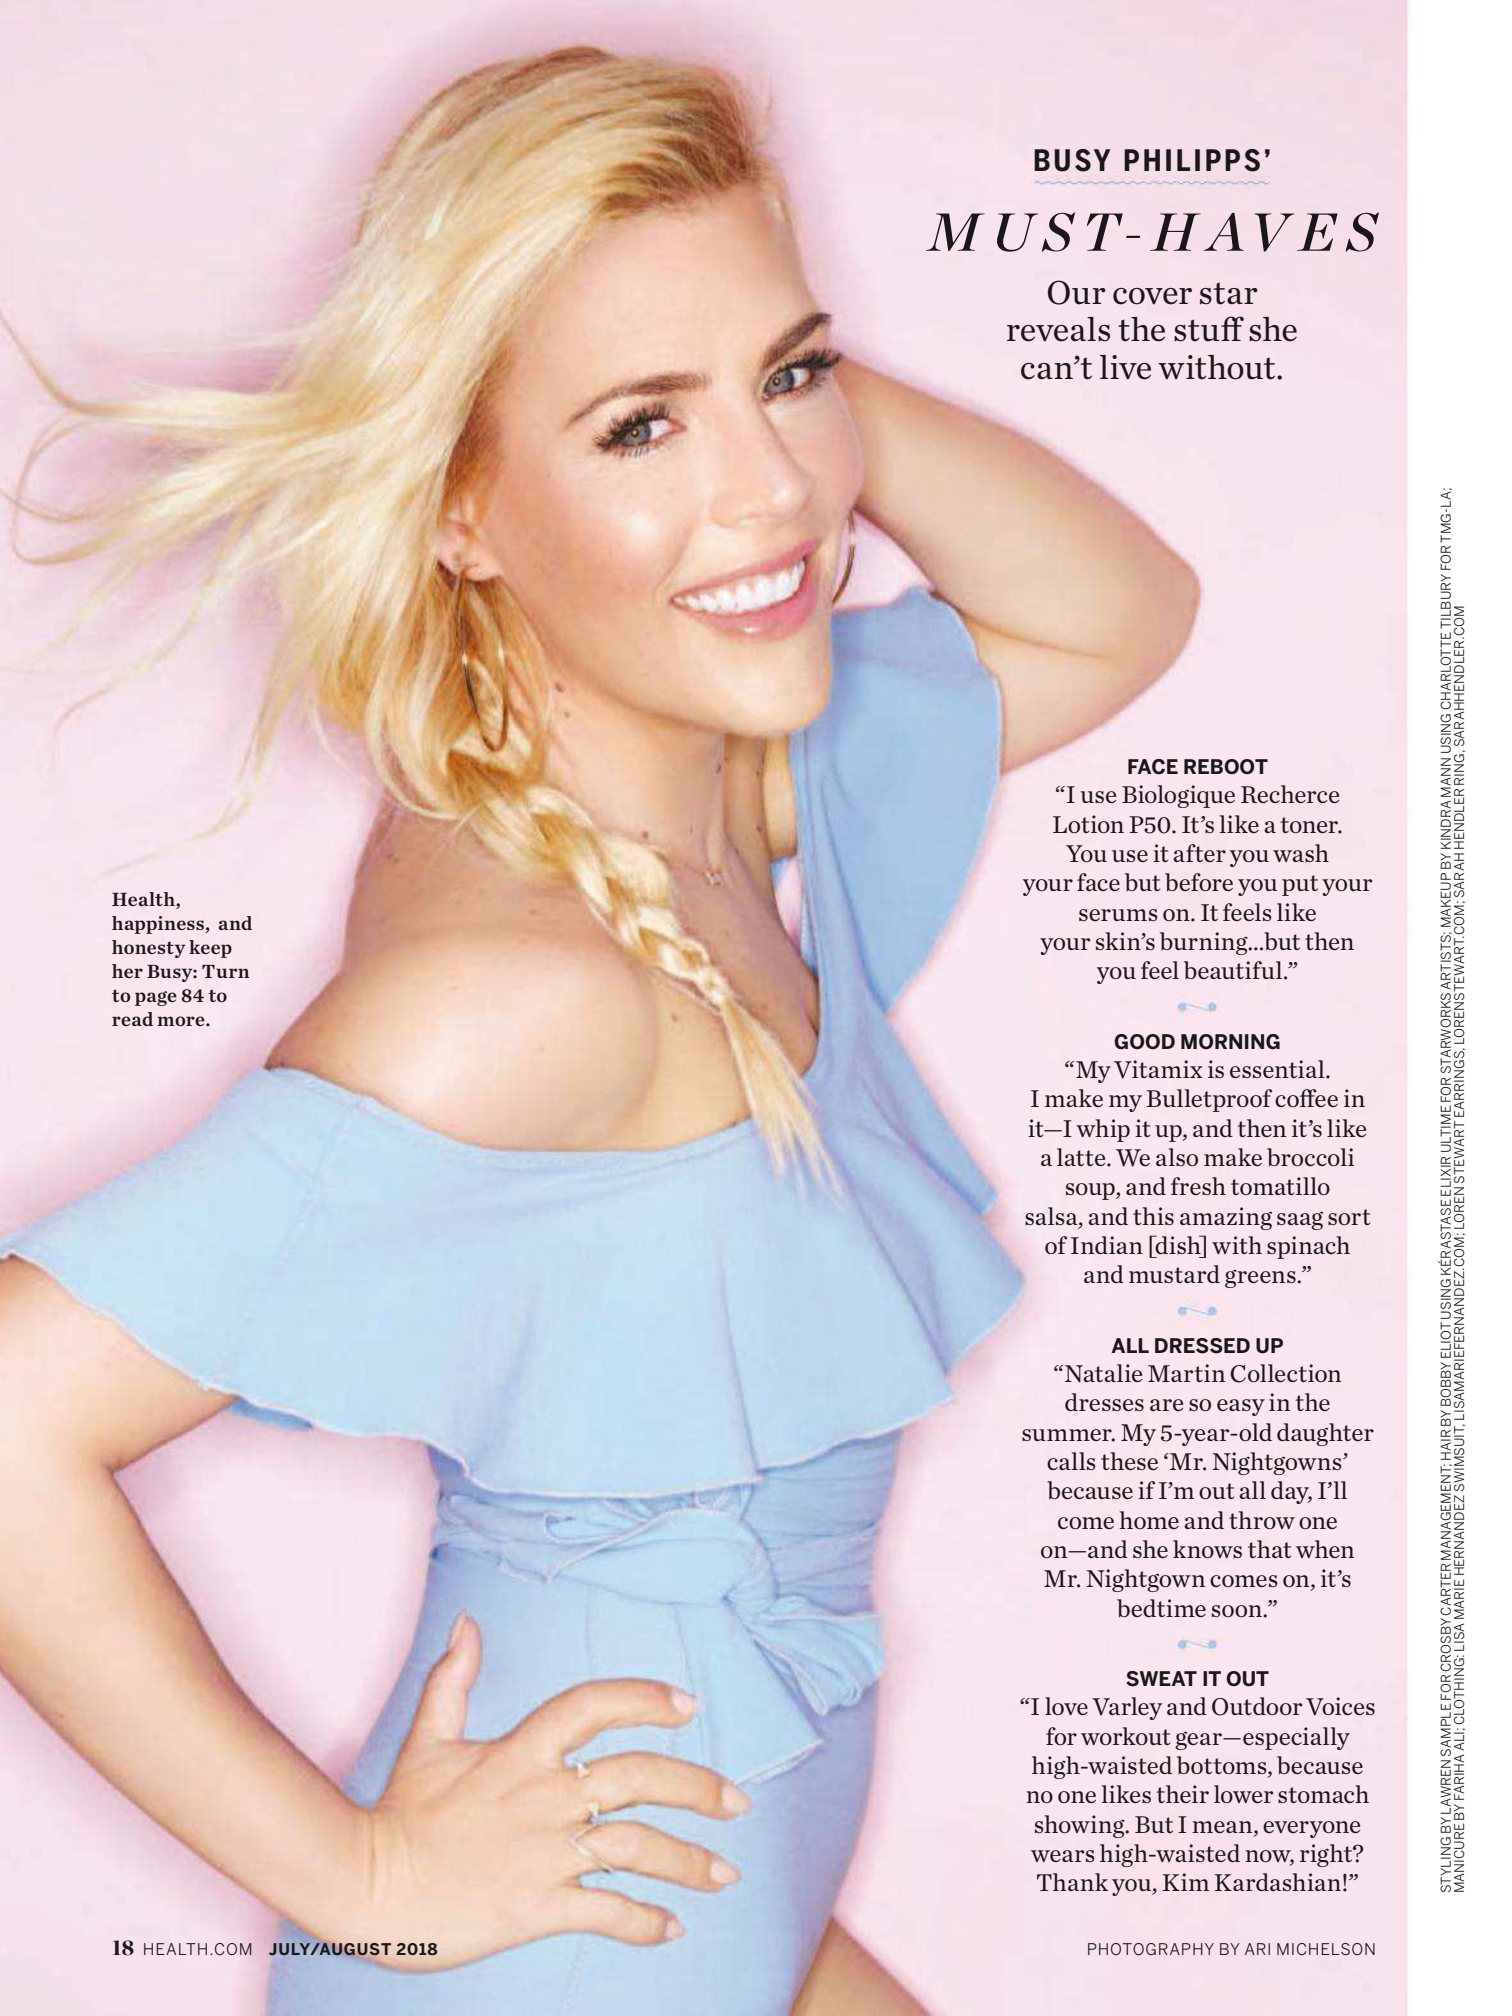 BUSY PHILIPPS’
MUST-HAVES
Our cover star
reveals the stuff she
can’t live without.
Health,
happiness, and
honesty keep
her Busy: Turn
to page 84 to
read more.
FACE REBOOT
“I use Biologique Recherce
Lotion P50. It’s like a toner.
You use it after you wash
your face but before you put your
serums on. It feels like
your skin’s burning...but then
you feel beautiful.”
GOOD MORNING
“My Vitamix is essential.
I make my Bulletproof coffee in
it—I whip it up, and then it’s like
a latte. We also make broccoli
soup, and fresh tomatillo
salsa, and this amazing saag sort
of Indian [dish] with spinach
and mustard greens.”
ALL DRESSED UP
“Natalie Martin Collection
dresses are so easy in the
summer. My 5-year-old daughter
calls these ‘Mr. Nightgowns’
because if I’m out all day, I’ll
come home and throw one
on—and she knows that when
Mr. Nightgown comes on, it’s
bedtime soon.”
SWEAT IT OUT
“I love Varley and Outdoor Voices
for workout gear—especially
high-waisted bottoms, because
no one likes their lower stomach
showing. But I mean, everyone
wears high-waisted now, right?
Thank you, Kim Kardashian!”
18 HEALTH.COM JULY/AUGUST 2018
PHOTOGRAPHY BY ARI MICHELSON
STYLING BY LAWREN SAMPLE FOR CROSBY CARTER MANAGEMENT; HAIR BY BOBBY ELIOT USING KÉRASTASE ELIXIR ULTIME FOR STARWORKS ARTISTS; MAKEUP BY KINDRA MANN USING CHARLOTTE TILBURY FOR TMG-LA;
MANICURE BY FARIHA ALI; CLOTHING: LISA MARIE HERNANDEZ SWIMSUIT, LISAMARIEFERNANDEZ.COM; LOREN STEWART EARRINGS, LORENSTEWART.COM; SARAH HENDLER RING, SARAHHENDLER.COM